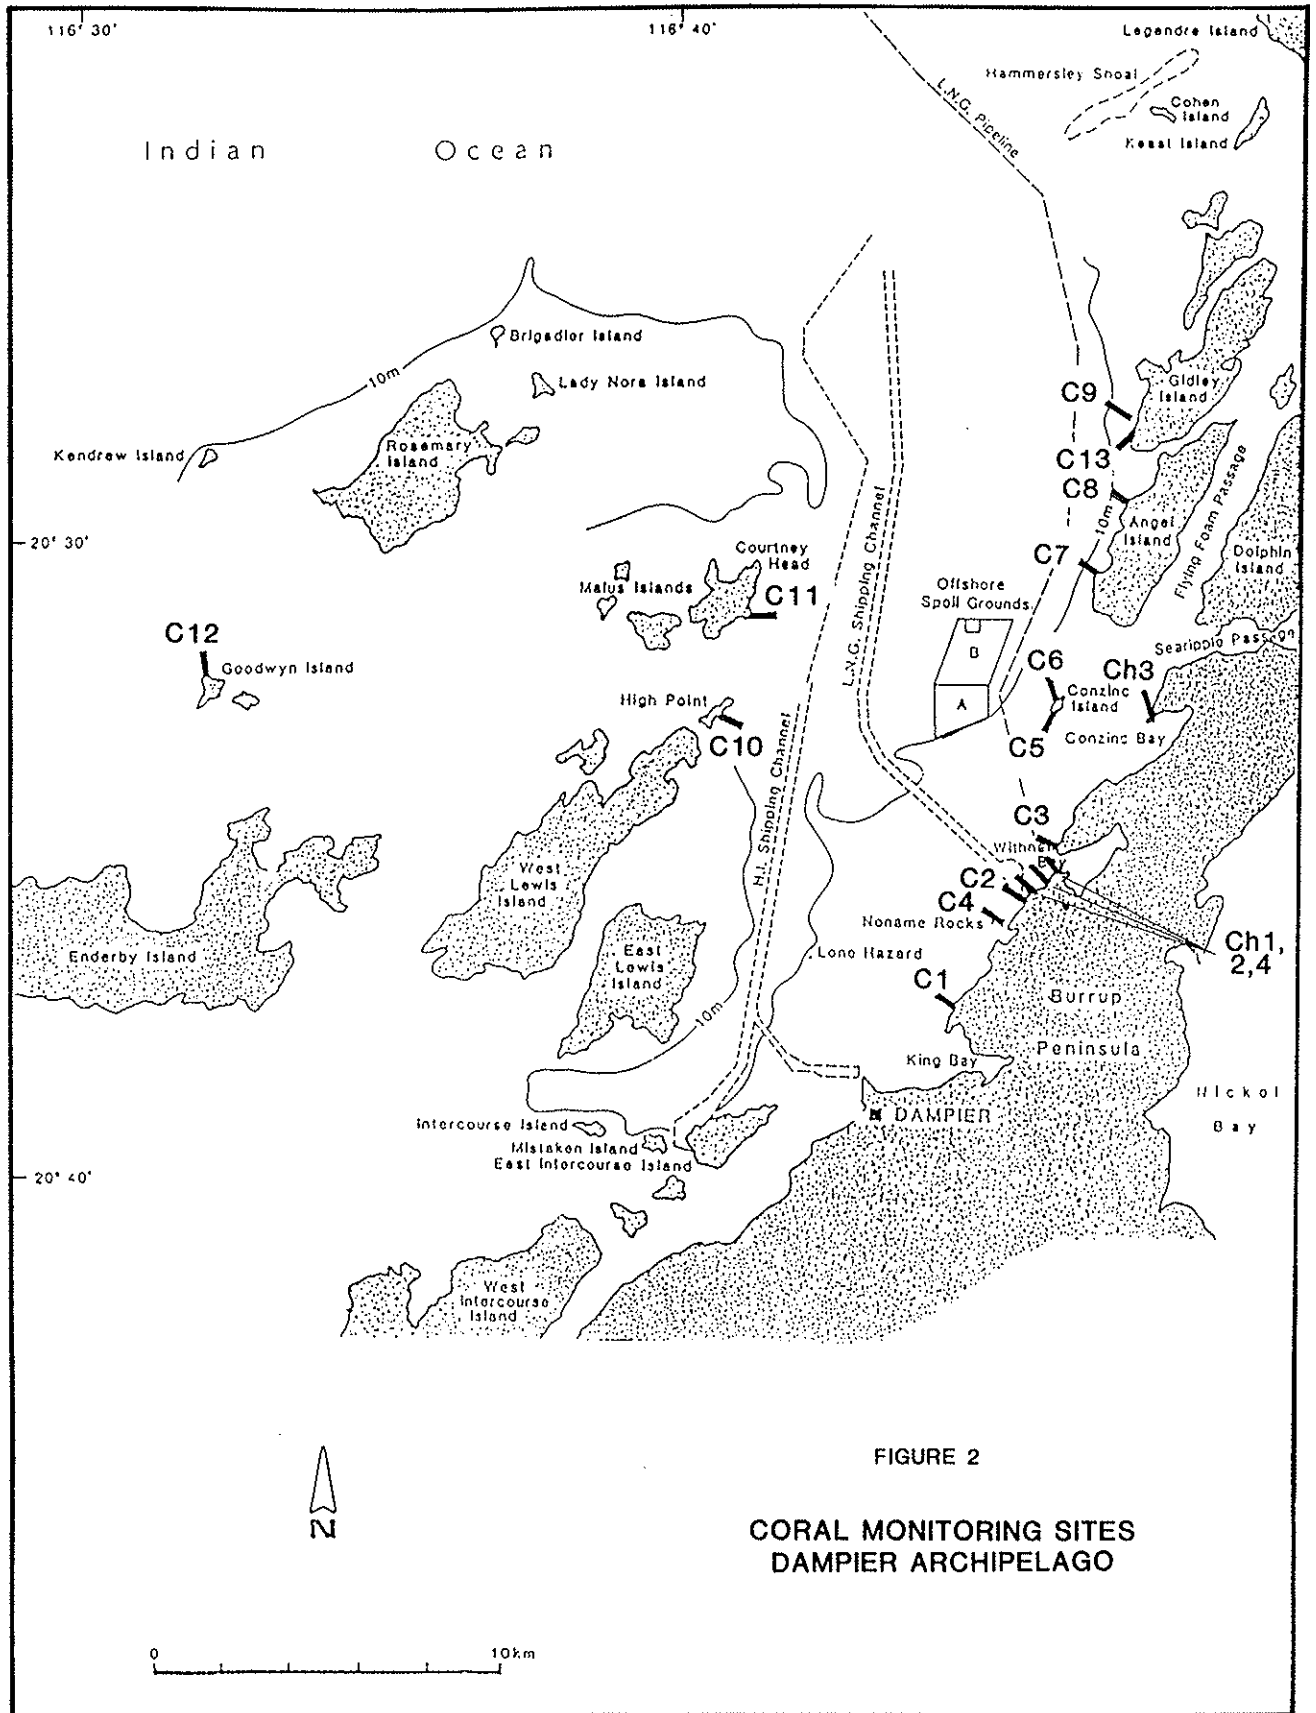 116° 30'
116° 40'
Legendre Island
Hammersley Shoal
Cohen
Island
Keast Island
L.N.G. Pipeline
Indian Ocean
Brigadier Island
10m
Lady Nora Island
Rosemary
Island
Kendrew Island
C9
Gidley
Island
C13
C8
10m
Angel
Island
Flying Foam Passage
Dolphin
Island
20° 30'
C7
Courtney
Head
Malus Islands
C11
Offshore
Spoil Grounds
B
A
L.N.G. Shipping Channel
Searippio Passage
C12
Goodwyn Island
C6
Ch3
Conzinc
Island
High Point
C10
C5
Conzinc Bay
H.I. Shipping Channel
C3
Withnell
Bay
West
Lewis
Island
C2
C4
Noname Rocks
Enderby Island
East
Lewis
Island
Lone Hazard
Ch1,
2,4
C1
Burrup
Peninsula
10m
King Bay
Nickol
Bay
DAMPIER
Intercourse Island
Mistaken Island
East Intercourse Island
20° 40'
West
Intercourse
Island
N
FIGURE 2
CORAL MONITORING SITES
DAMPIER ARCHIPELAGO
0
10km